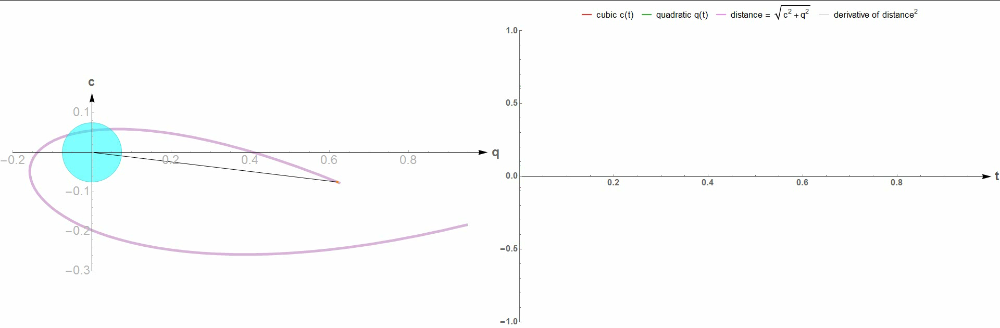 cubic c(t) quadratic q(t) distance = √c² + q² derivative of distance²
c
0.1
−0.2 0.2 0.4 0.6 0.8 q
−0.1
−0.2
−0.3
1.0
0.5
0.0 0.2 0.4 0.6 0.8 t
−0.5
−1.0